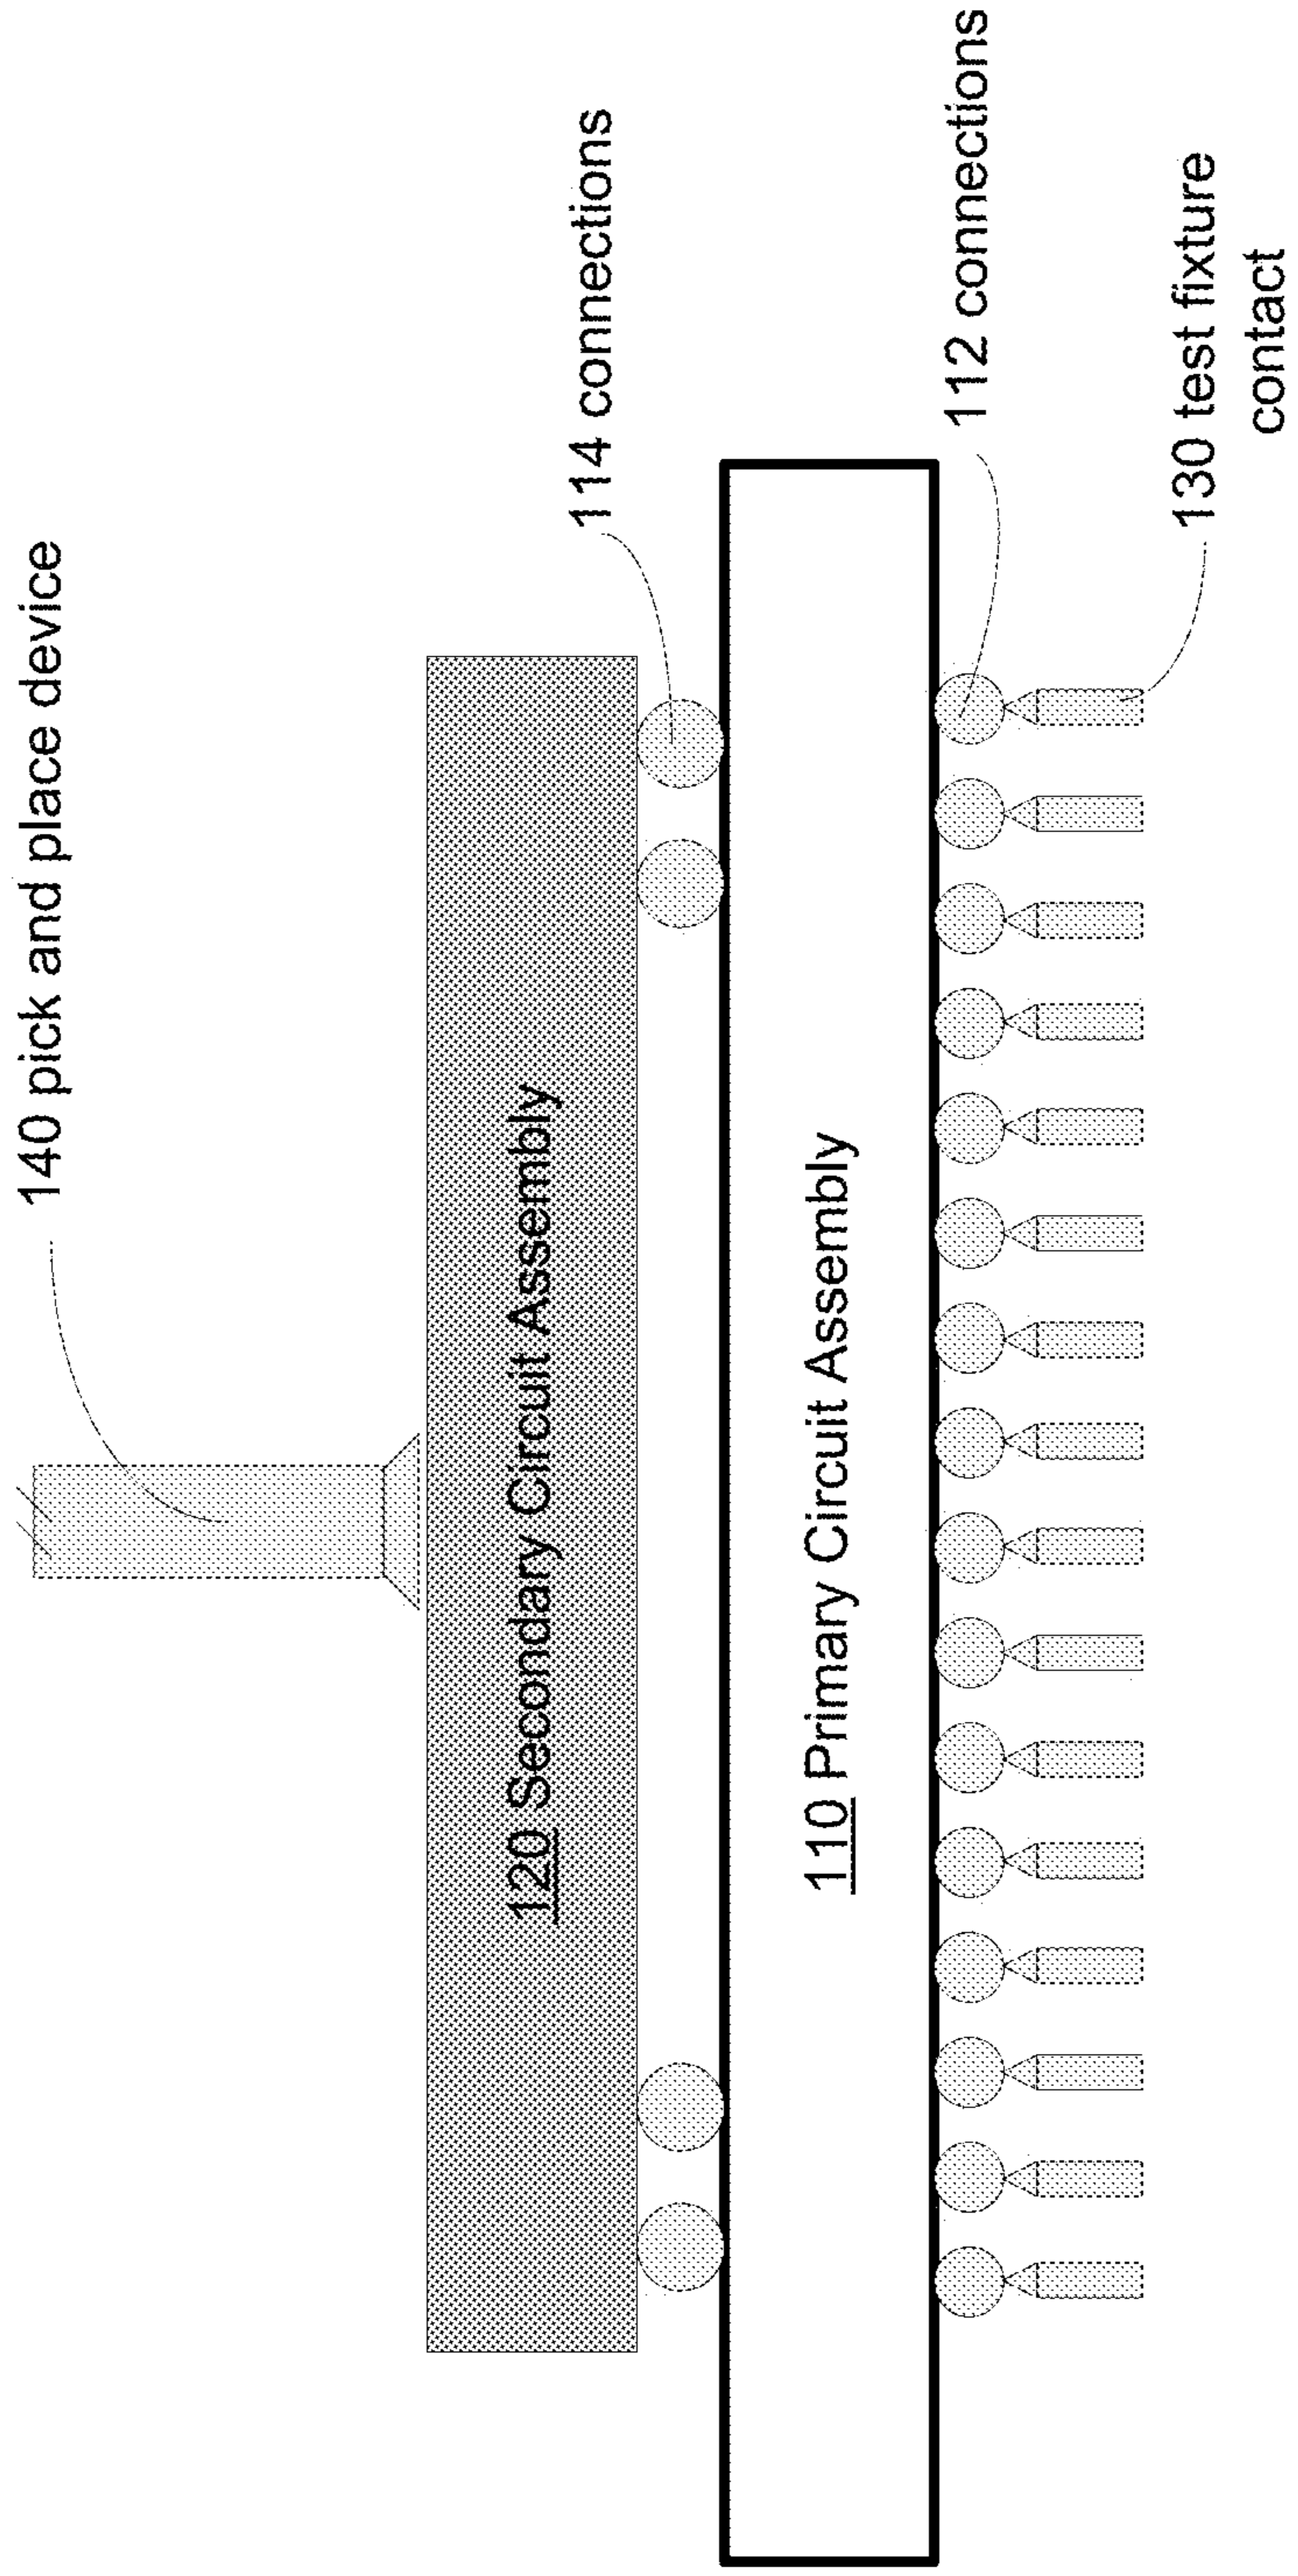 140 pick and place device
114 connections
120 Secondary Circuit Assembly
110 Primary Circuit Assembly
112 connections
130 test fixture
contact